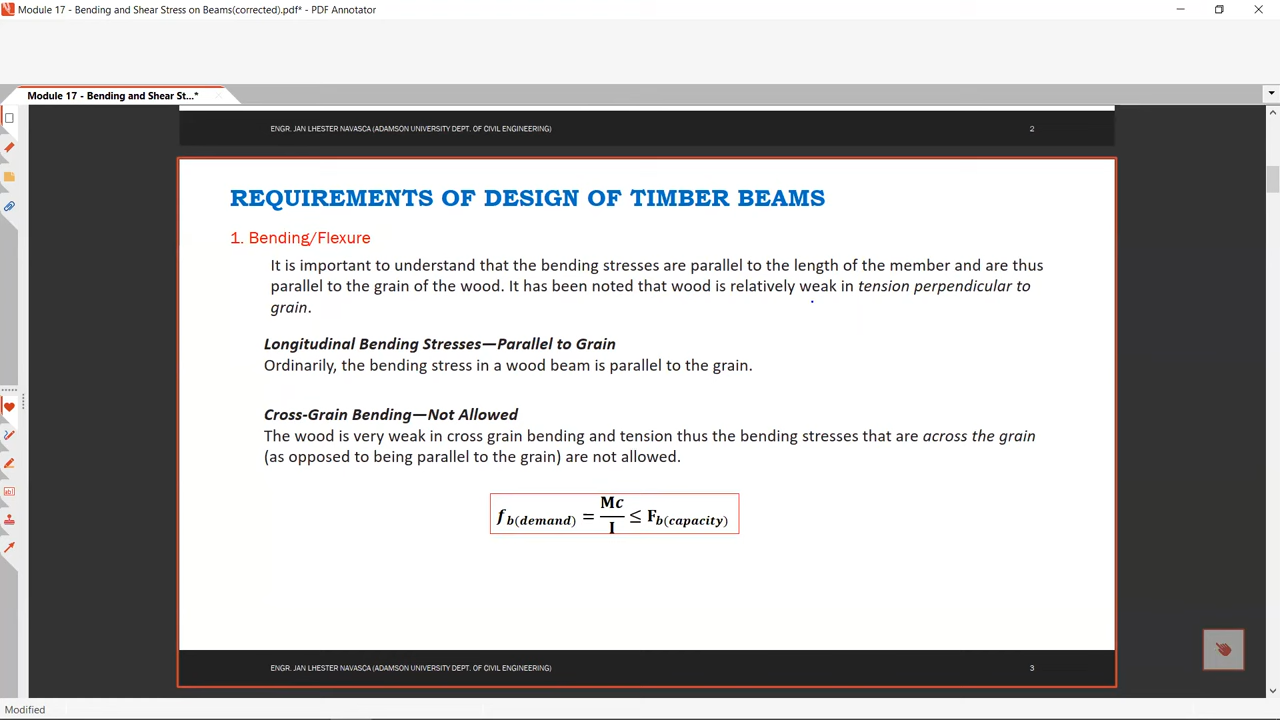 Module 17 - Bending and Shear Stress on Beams(corrected).pdf* - PDF Annotator
Module 17 - Bending and Shear St...*
ENGR. JAN LHESTER NAVASCA (ADAMSON UNIVERSITY DEPT. OF CIVIL ENGINEERING) 2
REQUIREMENTS OF DESIGN OF TIMBER BEAMS
1. Bending/Flexure
It is important to understand that the bending stresses are parallel to the length of the member and are thus
parallel to the grain of the wood. It has been noted that wood is relatively weak in tension perpendicular to
grain.
Longitudinal Bending Stresses—Parallel to Grain
Ordinarily, the bending stress in a wood beam is parallel to the grain.
Cross-Grain Bending—Not Allowed
The wood is very weak in cross grain bending and tension thus the bending stresses that are across the grain
(as opposed to being parallel to the grain) are not allowed.
f b(demand) = Mc/I ≤ F b(capacity)
ENGR. JAN LHESTER NAVASCA (ADAMSON UNIVERSITY DEPT. OF CIVIL ENGINEERING) 3
Modified